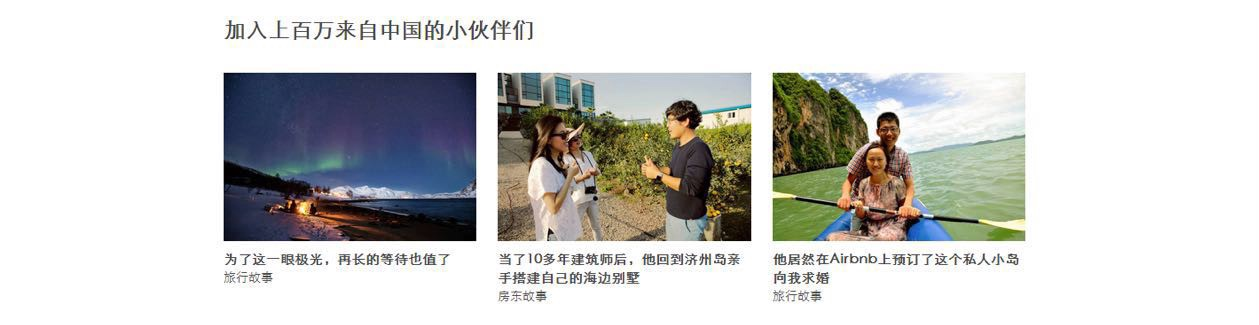 加入上百万来自中国的小伙伴们
为了这一眼极光，再长的等待也值了
旅行故事
当了10多年建筑师后，他回到济州岛亲
手搭建自己的海边别墅
房东故事
他居然在Airbnb上预订了这个私人小岛
向我求婚
旅行故事